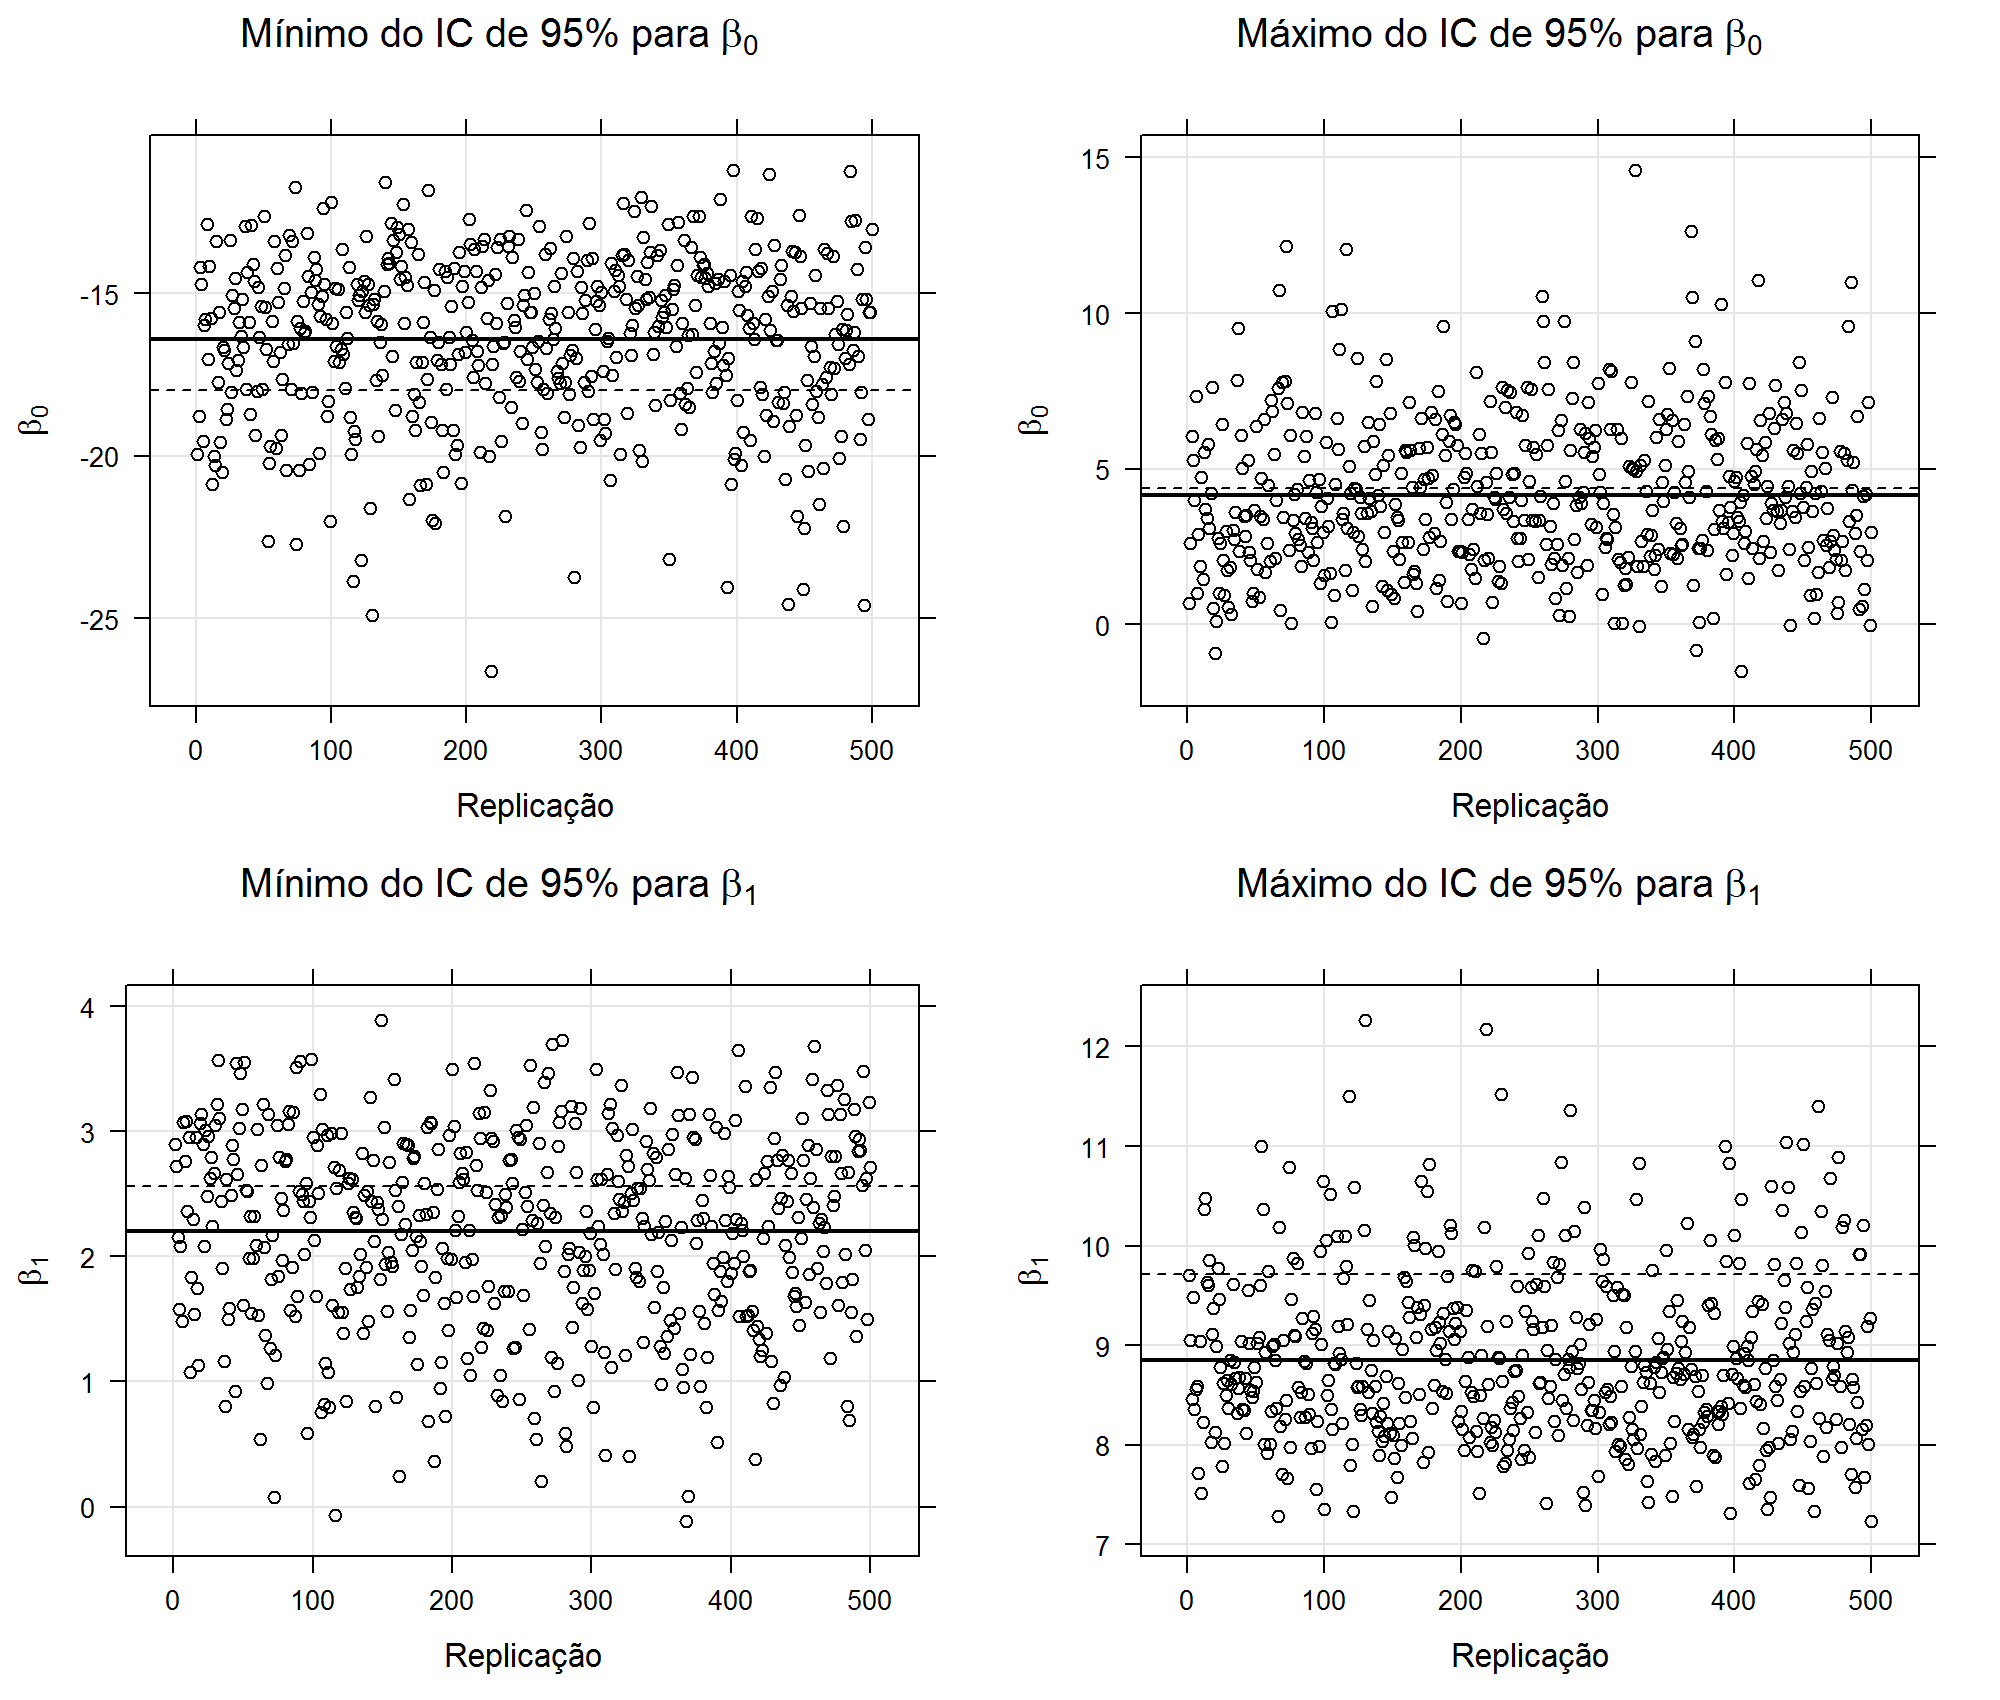 Mínimo do IC de 95% para β0
β0
-15
-20
-25
0 100 200 300 400 500
Replicação
Máximo do IC de 95% para β0
β0
15
10
5
0
0 100 200 300 400 500
Replicação
Mínimo do IC de 95% para β1
β1
4
3
2
1
0
0 100 200 300 400 500
Replicação
Máximo do IC de 95% para β1
β1
12
11
10
9
8
7
0 100 200 300 400 500
Replicação